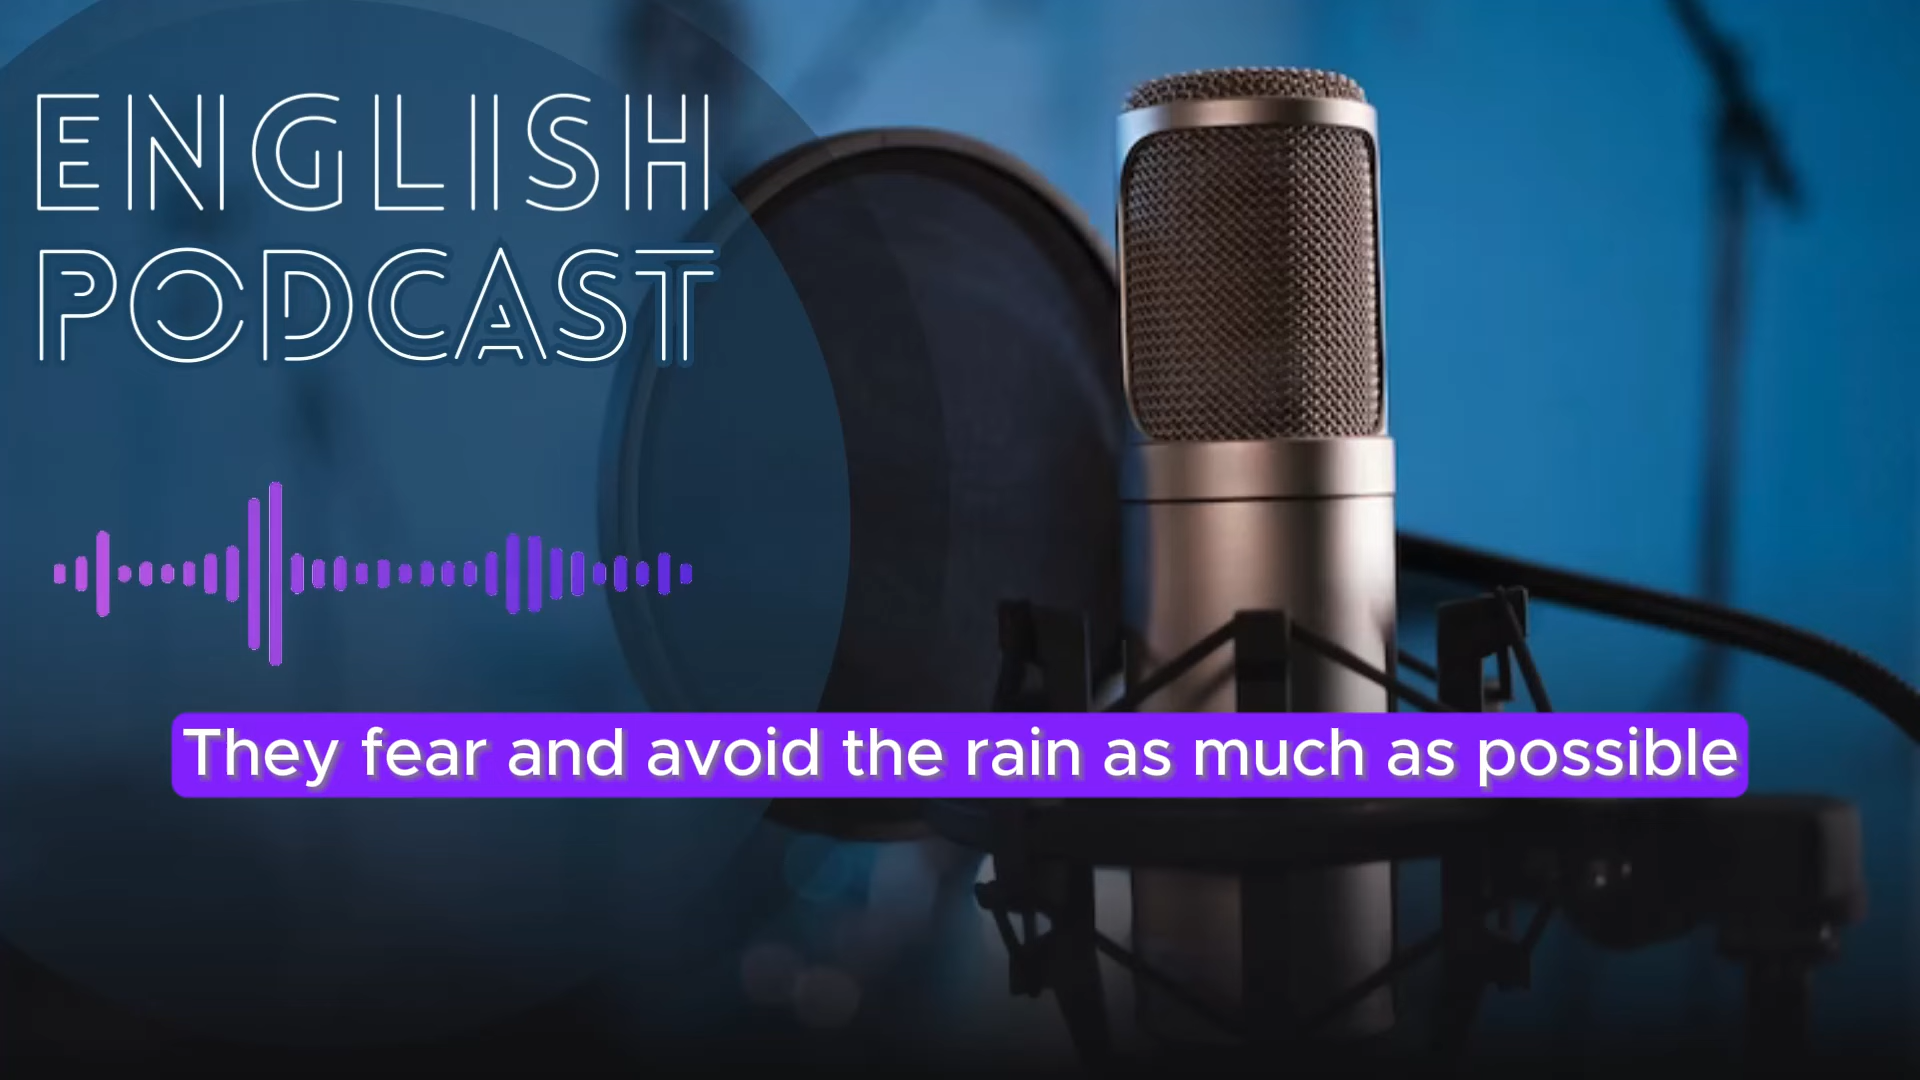 ENGLISH
PODCAST
They fear and avoid the rain as much as possible